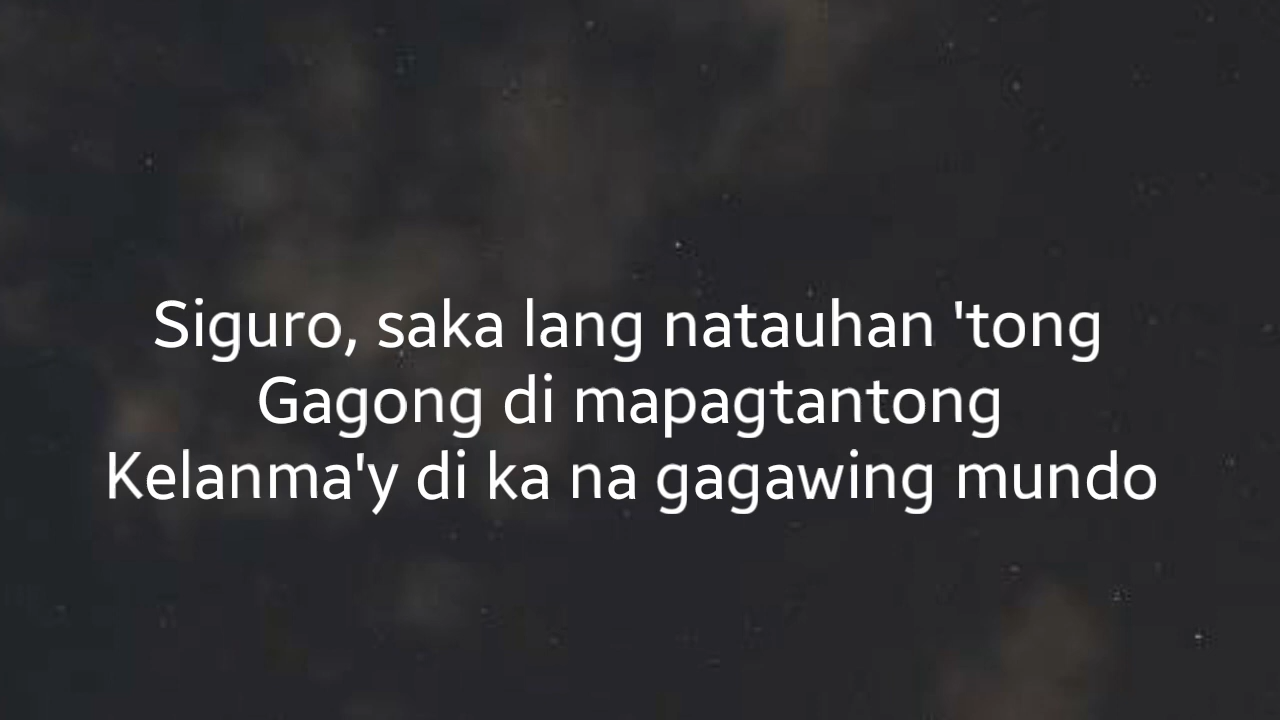 Siguro, saka lang natauhan 'tong
Gagong di mapagtantong
Kelanma'y di ka na gagawing mundo